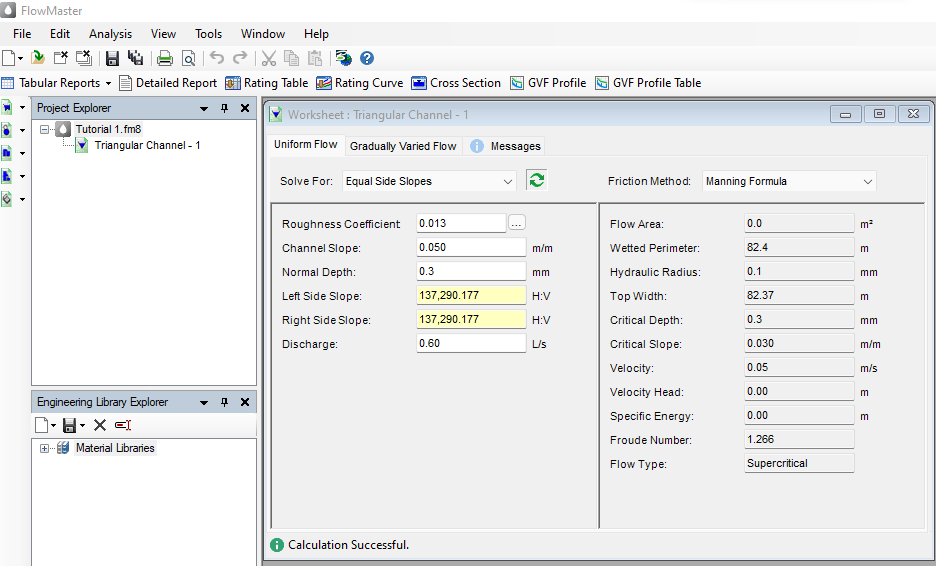 FlowMaster
File Edit Analysis View Tools Window Help
Tabular Reports Detailed Report Rating Table Rating Curve Cross Section GVF Profile GVF Profile Table
Project Explorer
Tutorial 1.fm8
Triangular Channel - 1
Engineering Library Explorer
Material Libraries
Worksheet : Triangular Channel - 1
Uniform Flow Gradually Varied Flow Messages
Solve For: Equal Side Slopes Friction Method: Manning Formula
Roughness Coefficient 0.013 ...
Channel Slope: 0.050 m/m
Normal Depth: 0.3 mm
Left Side Slope: 137,290.177 H:V
Right Side Slope: 137,290.177 H:V
Discharge: 0.60 L/s
Flow Area: 0.0 m²
Wetted Perimeter: 82.4 m
Hydraulic Radius: 0.1 mm
Top Width: 82.37 m
Critical Depth: 0.3 mm
Critical Slope: 0.030 m/m
Velocity: 0.05 m/s
Velocity Head: 0.00 m
Specific Energy: 0.00 m
Froude Number: 1.266
Flow Type: Supercritical
Calculation Successful.